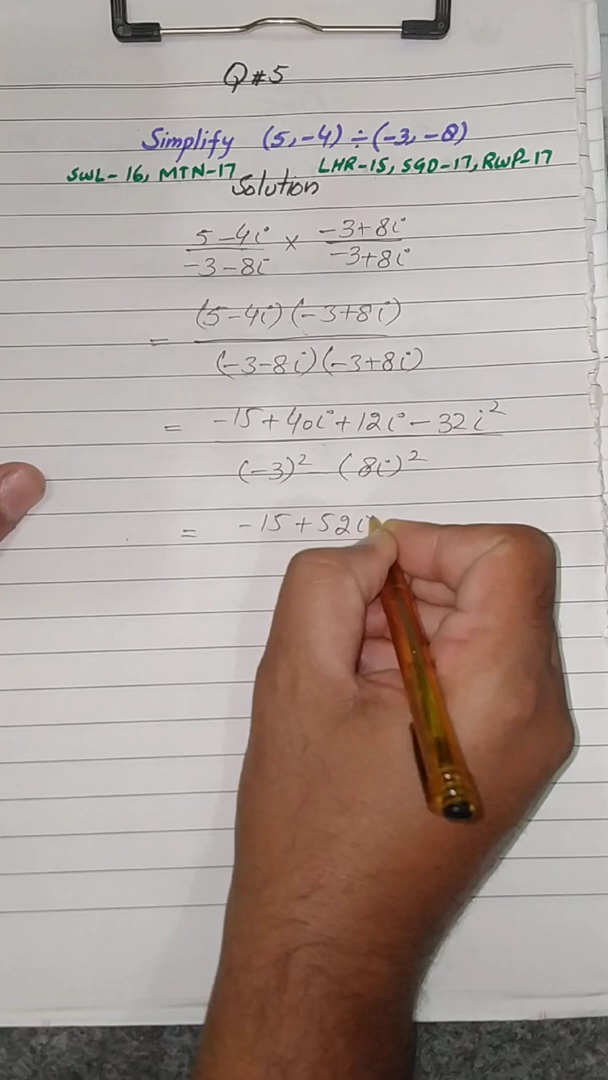 Q#5
Simplify (5,-4) ÷ (-3, -8)
SWL-16, MTN-17 LHR-15, SGD-17, RWP-17
Solution
5-4i/-3-8i × -3+8i/-3+8i
= (5-4i)(-3+8i)
(-3-8i)(-3+8i)
= -15+40i+12i-32i²
(-3)² (8i)²
= -15+52i